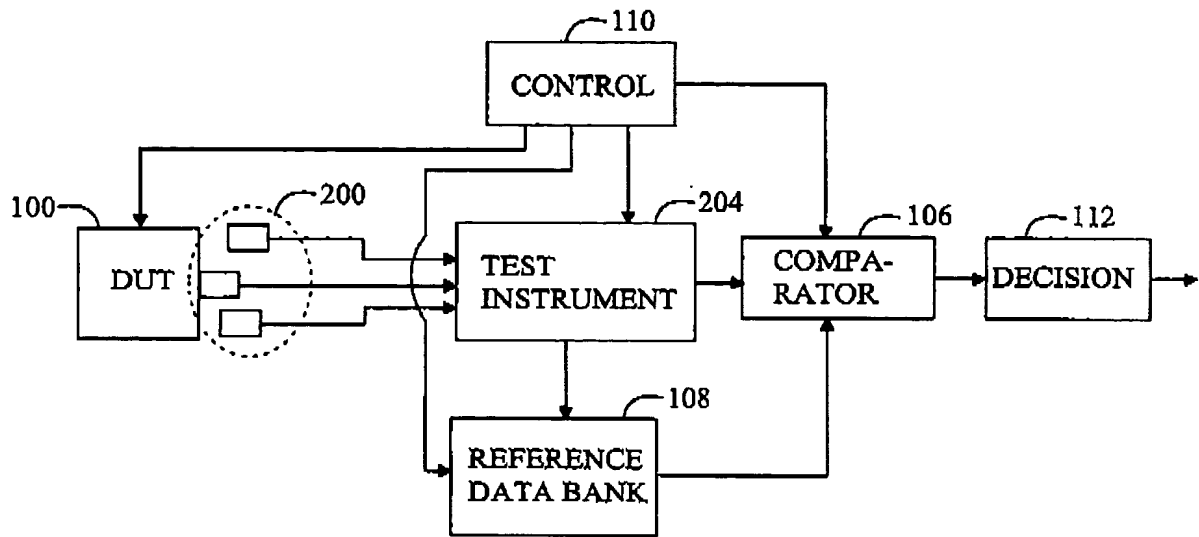 110
CONTROL
100
200
204
106
112
DUT
TEST
INSTRUMENT
COMPA-
RATOR
DECISION
108
REFERENCE
DATA BANK